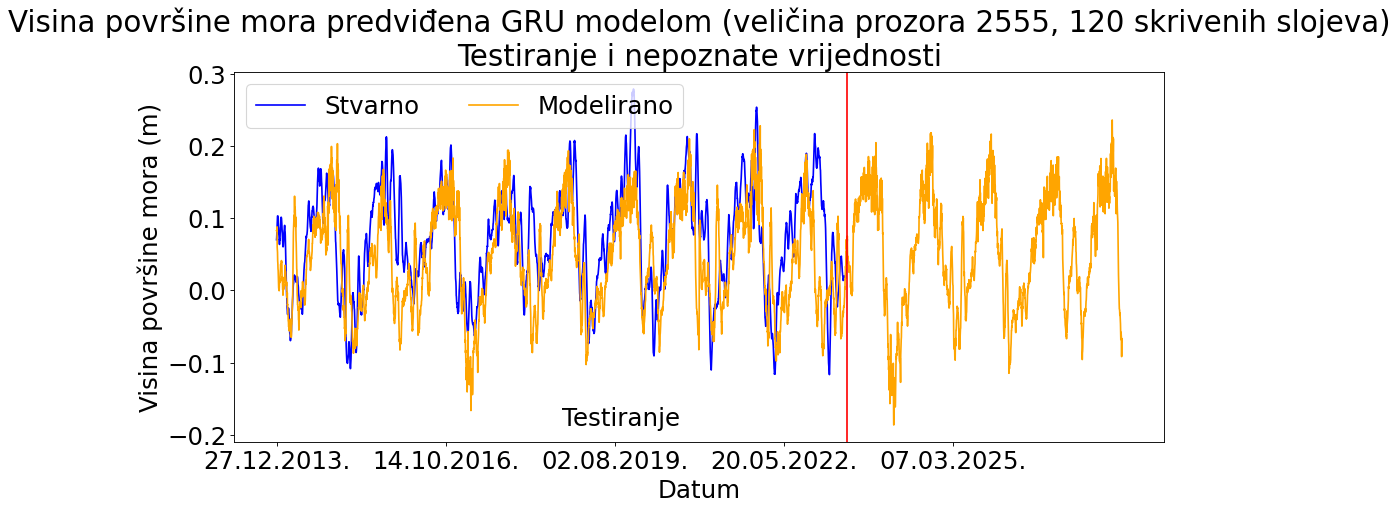 Visina površine mora predviđena GRU modelom (veličina prozora 2555, 120 skrivenih slojeva)
Testiranje i nepoznate vrijednosti
Stvarno
Modelirano
Visina površine mora (m)
0.3
0.2
0.1
0.0
−0.1
−0.2
Testiranje
27.12.2013.
14.10.2016.
02.08.2019.
20.05.2022.
07.03.2025.
Datum